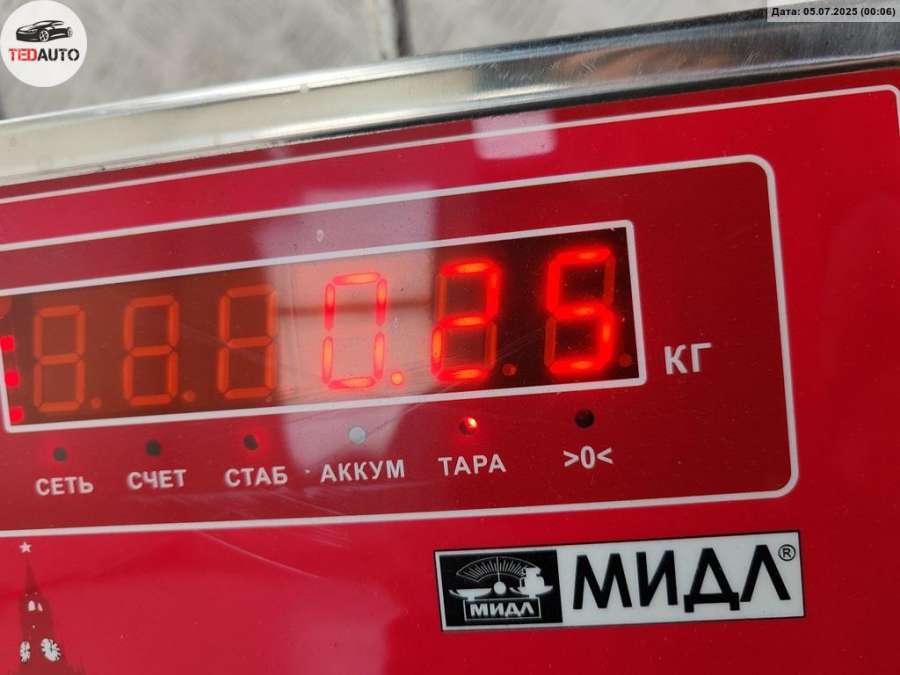 TEDAUTO
Дата: 05.07.2025 (00:06)
0.25
КГ
СЕТЬ СЧЕТ СТАБ АККУМ ТАРА >0<
МИДЛ МИДЛ®